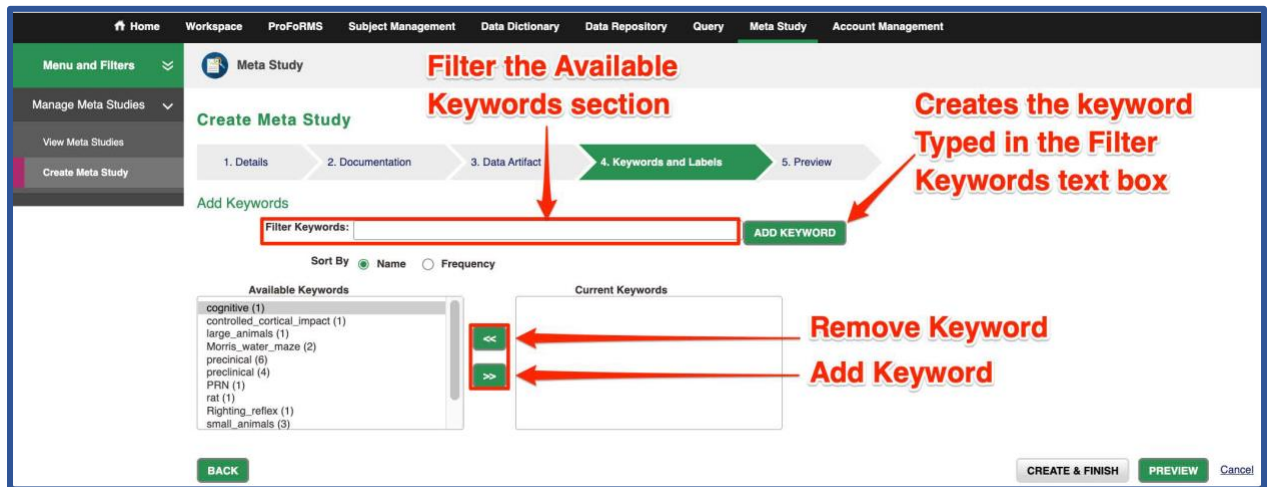 Home Workspace ProFoRMS Subject Management Data Dictionary Data Repository Query Meta Study Account Management
Menu and Filters
Meta Study
Manage Meta Studies
View Meta Studies
Create Meta Study
Filter the Available
Keywords section
Creates the keyword
Typed in the Filter
Keywords text box
Create Meta Study
1. Details 2. Documentation 3. Data Artifact 4. Keywords and Labels 5. Preview
Add Keywords
Filter Keywords: ADD KEYWORD
Sort By Name Frequency
Available Keywords Current Keywords
cognitive (1)
controlled_cortical_impact (1)
large_animals (1)
Morris_water_maze (2)
precinical (6)
preclinical (4)
PRN (1)
rat (1)
Righting_reflex (1)
small_animals (3)
<< Remove Keyword
>> Add Keyword
BACK CREATE & FINISH PREVIEW Cancel